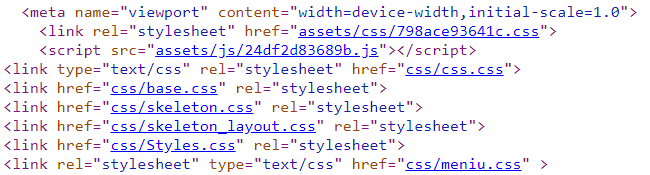 <meta name="viewport" content="width=device-width,initial-scale=1.0">
<link rel="stylesheet" href="assets/css/798ace93641c.css">
<script src="assets/js/24df2d83689b.js"></script>
<link type="text/css" rel="stylesheet" href="css/css.css">
<link href="css/base.css" rel="stylesheet">
<link href="css/skeleton.css" rel="stylesheet">
<link href="css/skeleton_layout.css" rel="stylesheet">
<link href="css/Styles.css" rel="stylesheet">
<link rel="stylesheet" type="text/css" href="css/meniu.css" >